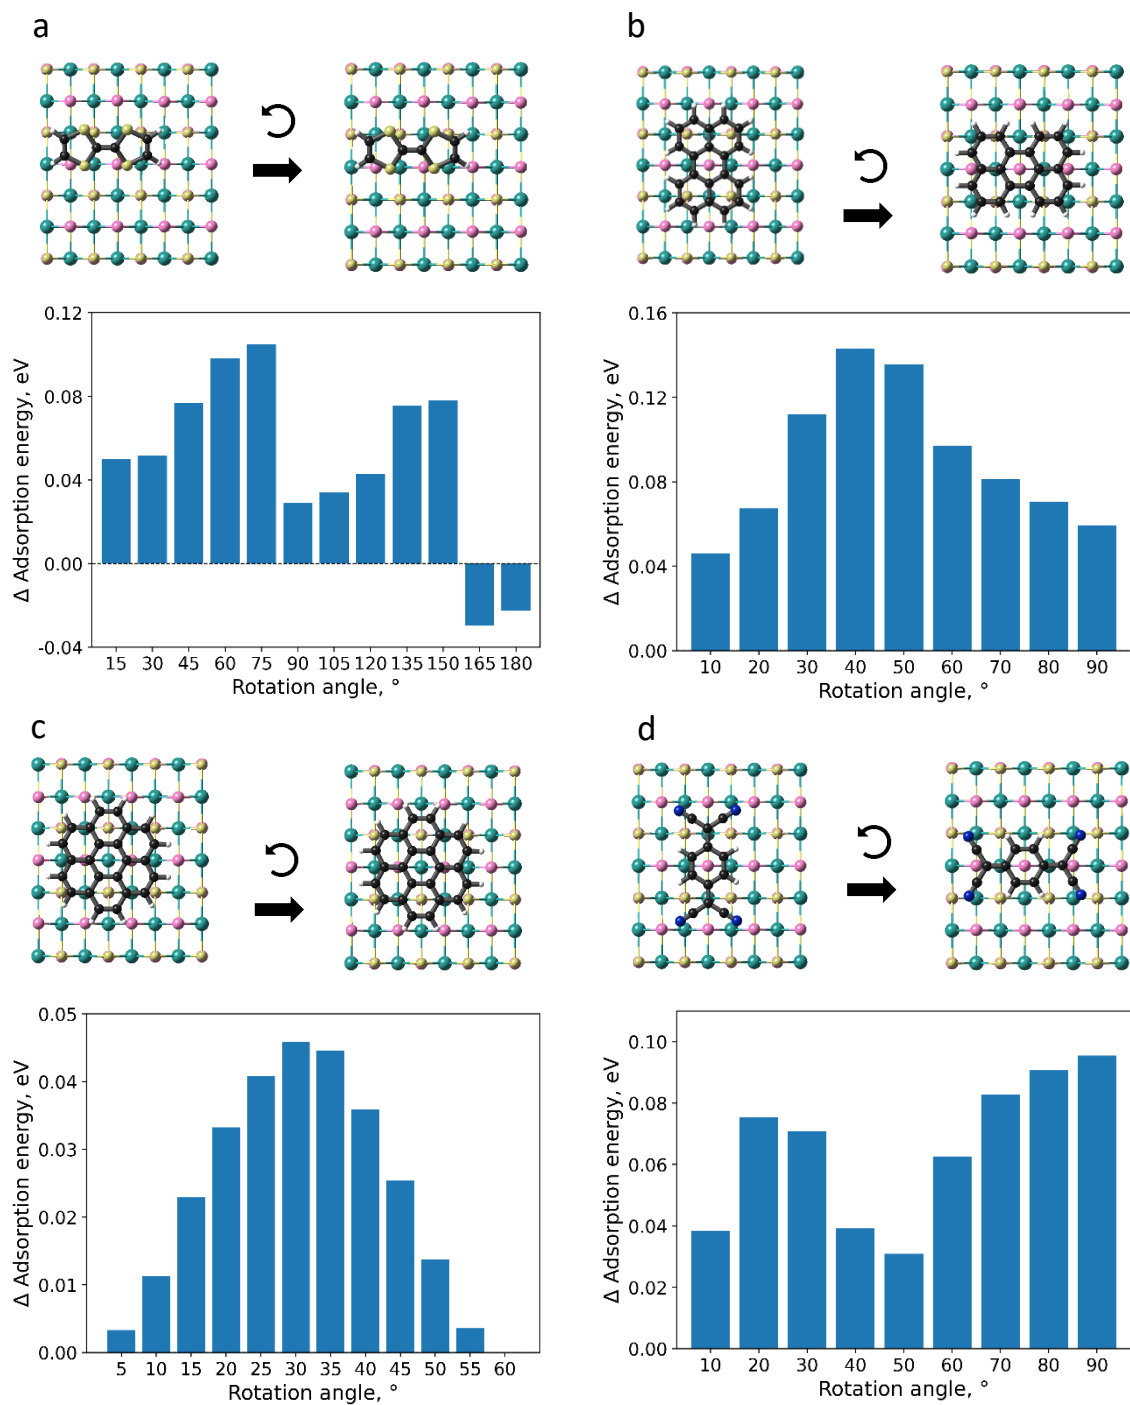 a
b
0.12
0.08
0.04
0.00
-0.04
Δ Adsorption energy, eV
15 30 45 60 75 90 105 120 135 150 165 180
Rotation angle, °
0.16
0.12
0.08
0.04
0.00
Δ Adsorption energy, eV
10 20 30 40 50 60 70 80 90
Rotation angle, °
c
d
0.05
0.04
0.03
0.02
0.01
0.00
Δ Adsorption energy, eV
5 10 15 20 25 30 35 40 45 50 55 60
Rotation angle, °
0.10
0.08
0.06
0.04
0.02
0.00
Δ Adsorption energy, eV
10 20 30 40 50 60 70 80 90
Rotation angle, °